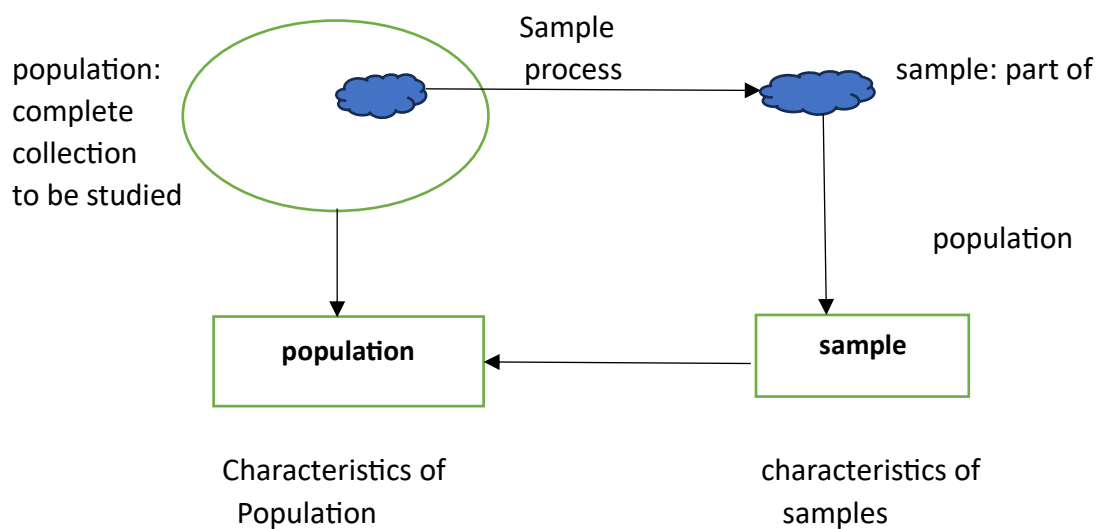 Sample
process
population:
complete
collection
to be studied
sample: part of
population
population
sample
Characteristics of
Population
characteristics of
samples